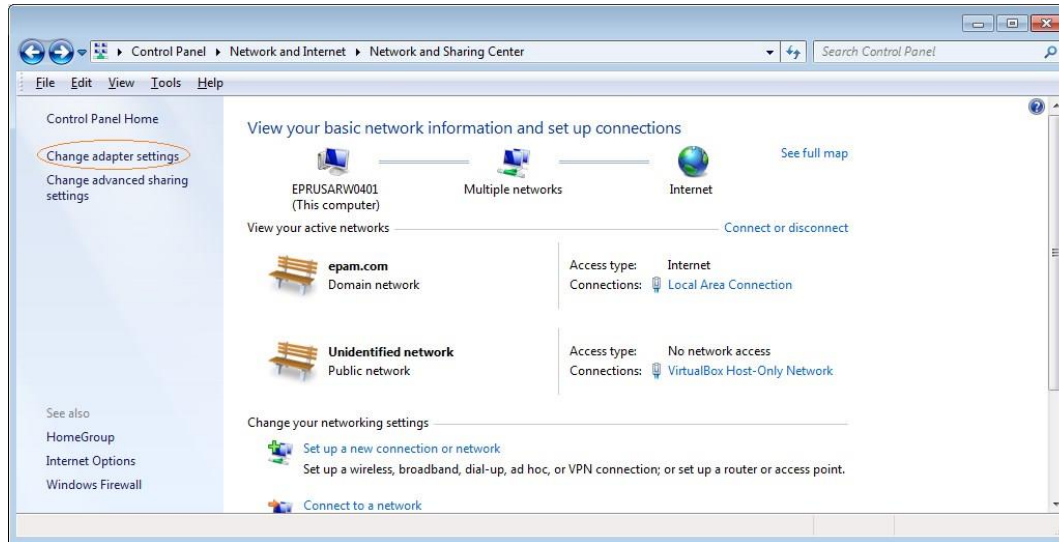 Control Panel Network and Internet Network and Sharing Center
Search Control Panel
File Edit View Tools Help
Control Panel Home
Change adapter settings
Change advanced sharing
settings
See also
HomeGroup
Internet Options
Windows Firewall
View your basic network information and set up connections
See full map
EPRUSARW0401
(This computer)
Multiple networks
Internet
View your active networks
Connect or disconnect
epam.com
Domain network
Access type: Internet
Connections: Local Area Connection
Unidentified network
Public network
Access type: No network access
Connections: VirtualBox Host-Only Network
Change your networking settings
Set up a new connection or network
Set up a wireless, broadband, dial-up, ad hoc, or VPN connection; or set up a router or access point.
Connect to a network